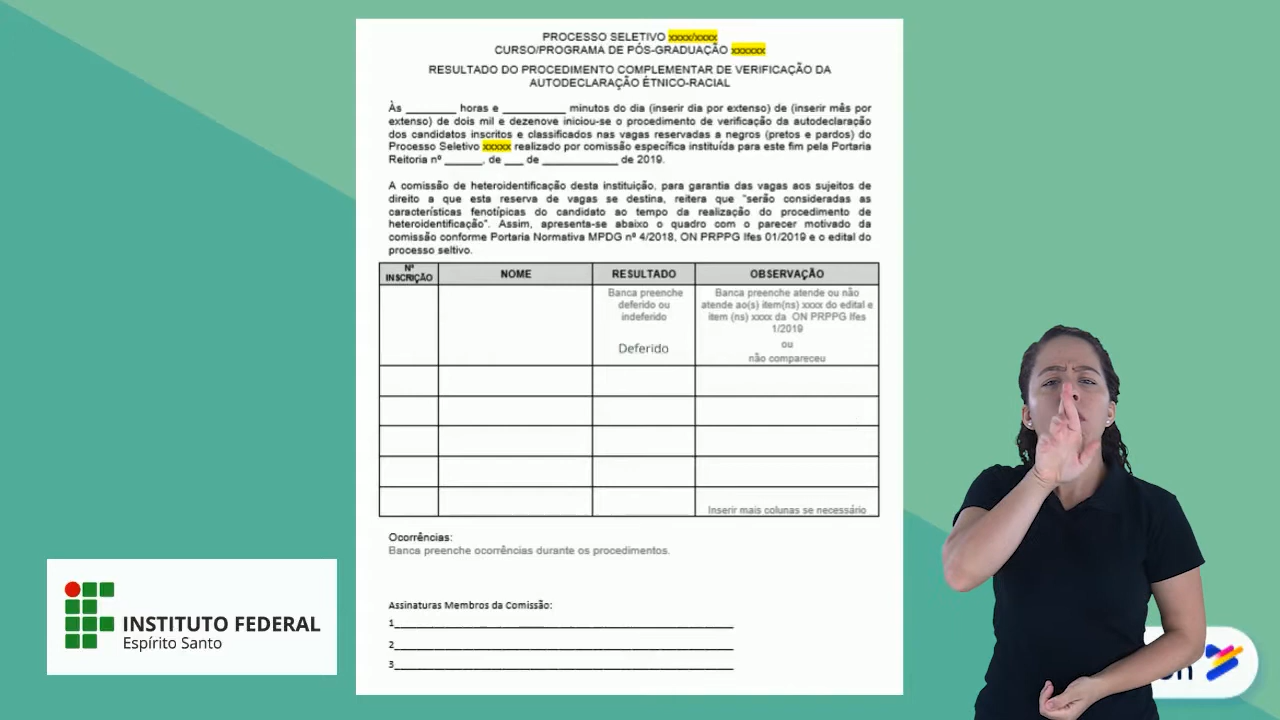 PROCESSO SELETIVO xxxx/xxxx
CURSO/PROGRAMA DE PÓS-GRADUAÇÃO xxxxxx
RESULTADO DO PROCEDIMENTO COMPLEMENTAR DE VERIFICAÇÃO DA
AUTODECLARAÇÃO ÉTNICO-RACIAL
Às ________ horas e __________ minutos do dia (inserir dia por extenso) de (inserir mês por
extenso) de dois mil e dezenove iniciou-se o procedimento de verificação da autodeclaração
dos candidatos inscritos e classificados nas vagas reservadas a negros (pretos e pardos) do
Processo Seletivo xxxxx realizado por comissão específica instituída para este fim pela Portaria
Reitoria nº ______, de ___ de ____________ de 2019.
A comissão de heteroidentificação desta instituição, para garantia das vagas aos sujeitos de
direito a que esta reserva de vagas se destina, reitera que "serão consideradas as
características fenotípicas do candidato ao tempo da realização do procedimento de
heteroidentificação". Assim, apresenta-se abaixo o quadro com o parecer motivado da
comissão conforme Portaria Normativa MPDG nº 4/2018, ON PRPPG Ifes 01/2019 e o edital do
processo seltivo.
Nº INSCRIÇÃO NOME RESULTADO OBSERVAÇÃO
Banca preenche
deferido ou
indeferido
Deferido
Banca preenche atende ou não
atende ao(s) item(ns) xxxx do edital e
item (ns) xxxx da ON PRPPG Ifes
1/2019
ou
não compareceu
Inserir mais colunas se necessário
Ocorrências:
Banca preenche ocorrências durante os procedimentos.
Assinaturas Membros da Comissão:
1
2
3
INSTITUTO FEDERAL
Espírito Santo